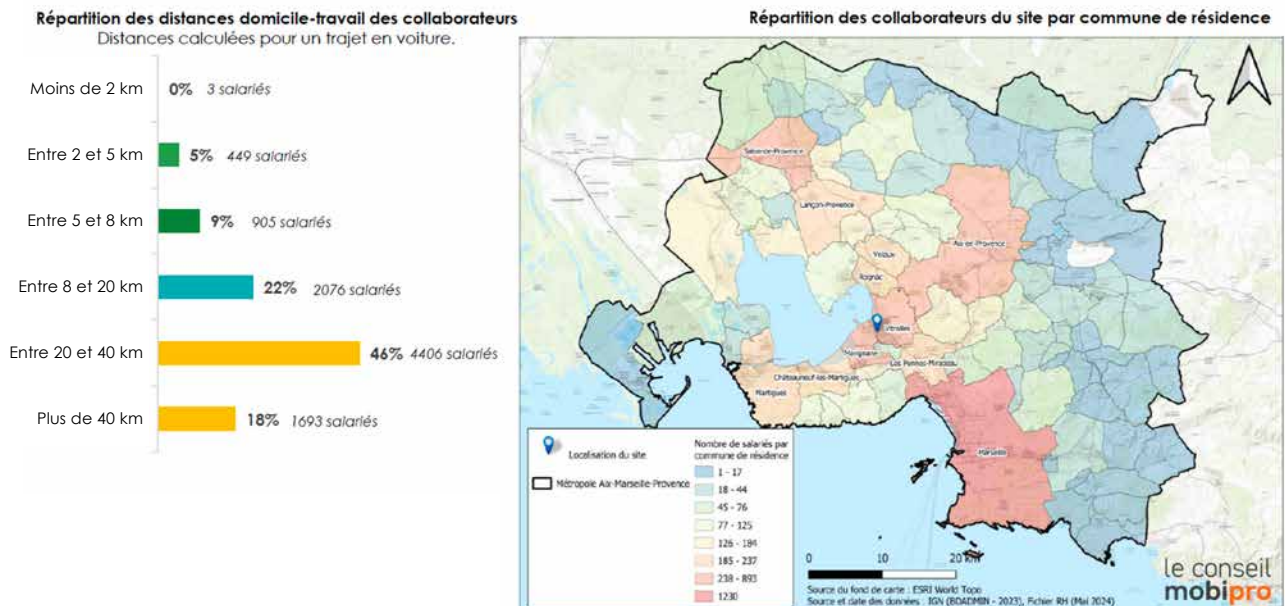 Répartition des distances domicile-travail des collaborateurs
Distances calculées pour un trajet en voiture.
Moins de 2 km
0% 3 salariés
Entre 2 et 5 km
5% 449 salariés
Entre 5 et 8 km
9% 905 salariés
Entre 8 et 20 km
22% 2076 salariés
Entre 20 et 40 km
46% 4406 salariés
Plus de 40 km
18% 1693 salariés
Répartition des collaborateurs du site par commune de résidence
Salon-de-Provence
Lançon-Provence
Aix-en-Provence
Velaux
Rognac
Vitrolles
Marignane
Les Pennes-Mirabeau
Châteauneuf-les-Martigues
Martigues
Marseille
Localisation du site
Métropole Aix-Marseille-Provence
Nombre de salariés par
commune de résidence
1 - 17
18 - 44
45 - 76
77 - 125
126 - 184
185 - 237
238 - 893
1230
0 10 20 km
Source du fond de carte : ESRI World Topo
Source et date des données : IGN (BDADMIN - 2023), Fichier RH (Mai 2024)
le conseil
mobipro